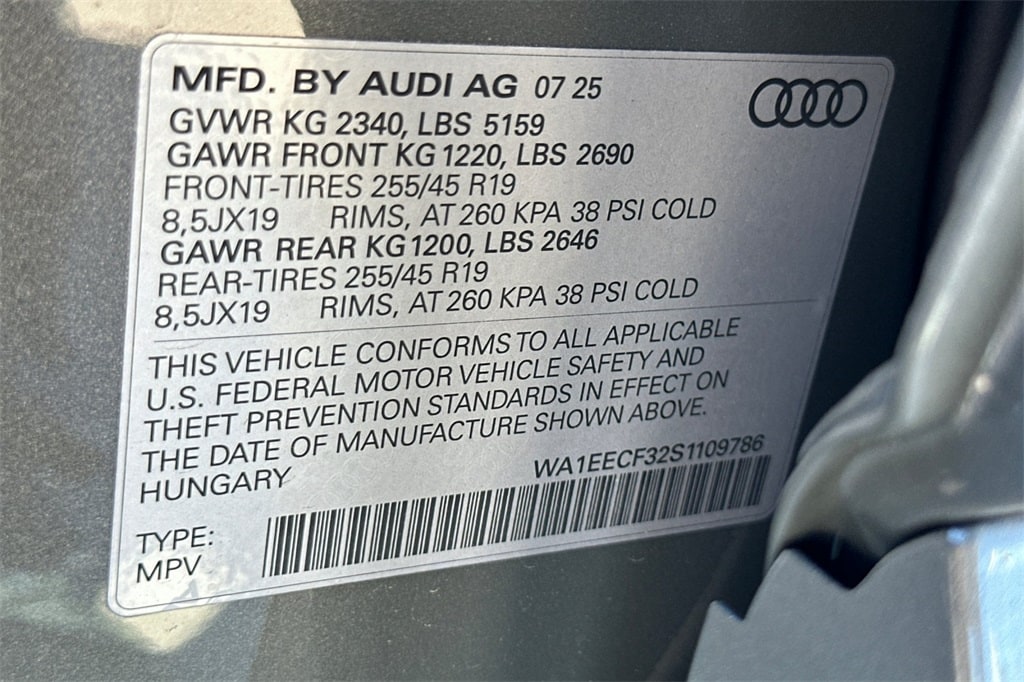 MFD. BY AUDI AG 07 25
GVWR KG 2340, LBS 5159
GAWR FRONT KG 1220, LBS 2690
FRONT-TIRES 255/45 R19
8,5JX19 RIMS, AT 260 KPA 38 PSI COLD
GAWR REAR KG 1200, LBS 2646
REAR-TIRES 255/45 R19
8,5JX19 RIMS, AT 260 KPA 38 PSI COLD
THIS VEHICLE CONFORMS TO ALL APPLICABLE
U.S. FEDERAL MOTOR VEHICLE SAFETY AND
THEFT PREVENTION STANDARDS IN EFFECT ON
THE DATE OF MANUFACTURE SHOWN ABOVE.
HUNGARY WA1EECF32S1109786
TYPE:
MPV